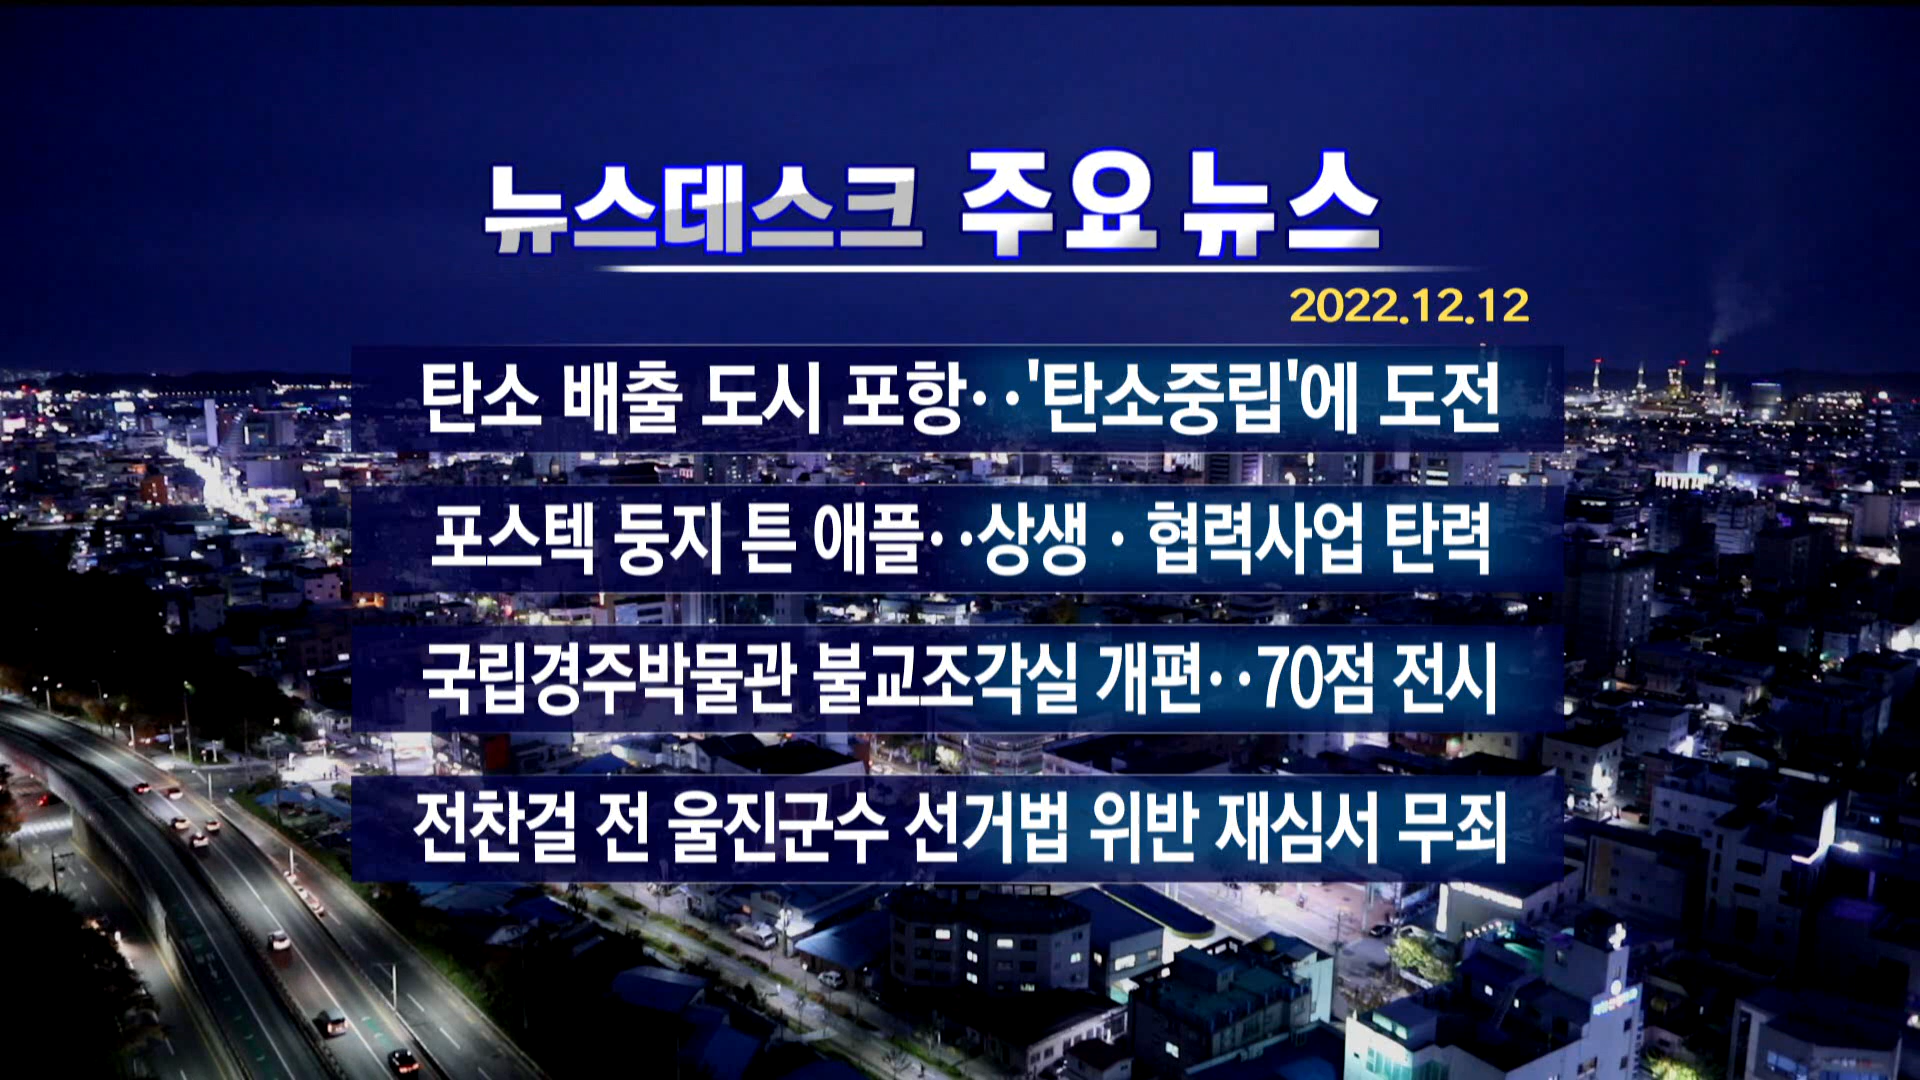 뉴스데스크 주요 뉴스
2022.12.12
탄소 배출 도시 포항··'탄소중립'에 도전
포스텍 둥지 튼 애플··상생 · 협력사업 탄력
국립경주박물관 불교조각실 개편··70점 전시
전찬걸 전 울진군수 선거법 위반 재심서 무죄